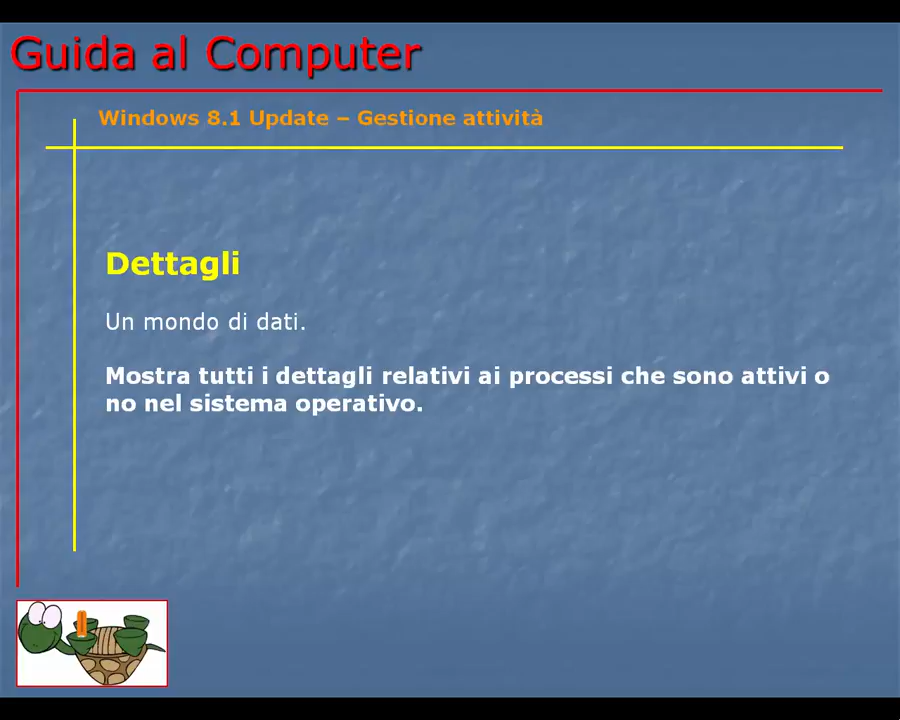 Guida al Computer
Windows 8.1 Update – Gestione attività
Dettagli
Un mondo di dati.
Mostra tutti i dettagli relativi ai processi che sono attivi o
no nel sistema operativo.